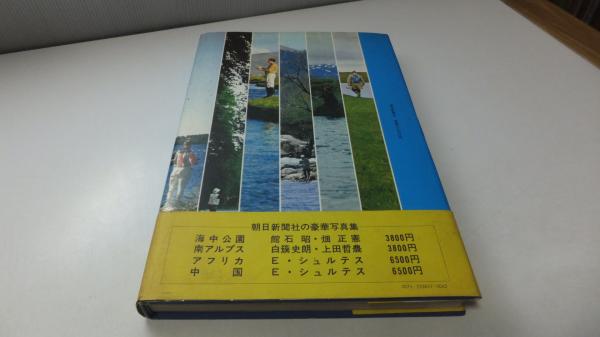 朝日新聞社の豪華写真集
海中公園 館石 昭・畑 正憲 3800円
南アルプス 白籏史朗・上田哲農 3800円
アフリカ E・シュルテス 6500円
中国 E・シュルテス 6500円